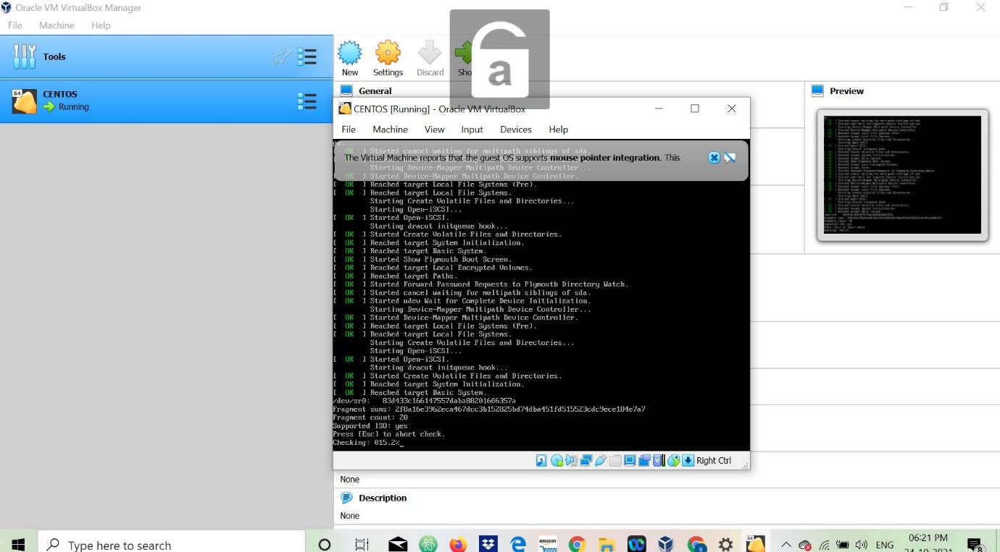 Oracle VM VirtualBox Manager
File Machine Help
Tools
New Settings Discard Sho
a
64
CENTOS
Running
General
Preview
CENTOS [Running] - Oracle VM VirtualBox
File Machine View Input Devices Help
ge.
OK ] Started cancel waiting for multipath siblings of sda.
The Virtual Machine reports that the guest OS supports mouse pointer integration. This
Starting Device-Mapper Multipath Device Controller...
OK ] Started Device-Mapper Multipath Device Controller.
[ OK ] Reached target Local File Systems (Pre).
[ OK ] Reached target Local File Systems.
Starting Create Volatile Files and Directories...
Starting Open-iSCSI...
[ OK ] Started Open-iSCSI.
Starting dracut initqueue hook...
[ OK ] Started Create Volatile Files and Directories.
[ OK ] Reached target System Initialization.
[ OK ] Reached target Basic System.
[ OK ] Started Show Plymouth Boot Screen.
[ OK ] Reached target Local Encrypted Volumes.
[ OK ] Reached target Paths.
[ OK ] Started Forward Password Requests to Plymouth Directory Watch.
[ OK ] Started cancel waiting for multipath siblings of sda.
[ OK ] Started udev Wait for Complete Device Initialization.
Starting Device-Mapper Multipath Device Controller...
[ OK ] Started Device-Mapper Multipath Device Controller.
[ OK ] Reached target Local File Systems (Pre).
[ OK ] Reached target Local File Systems.
Starting Create Volatile Files and Directories...
Starting Open-iSCSI...
[ OK ] Started Open-iSCSI.
Starting dracut initqueue hook...
[ OK ] Started Create Volatile Files and Directories.
[ OK ] Reached target System Initialization.
[ OK ] Reached target Basic System.
/dev/sr0: 83d433c166147557daba88201606357a
Fragment sums: 2f8a16e3962eca467dcc3b152825bd74dba451fd515523cdc9ece184e7a7
Fragment count: 20
Supported ISO: yes
Press [Esc] to abort check.
Checking: 015.2%_
Right Ctrl
None
Description
None
Type here to search
amazon
64
ENG
06:21 PM
24-10-2021
8